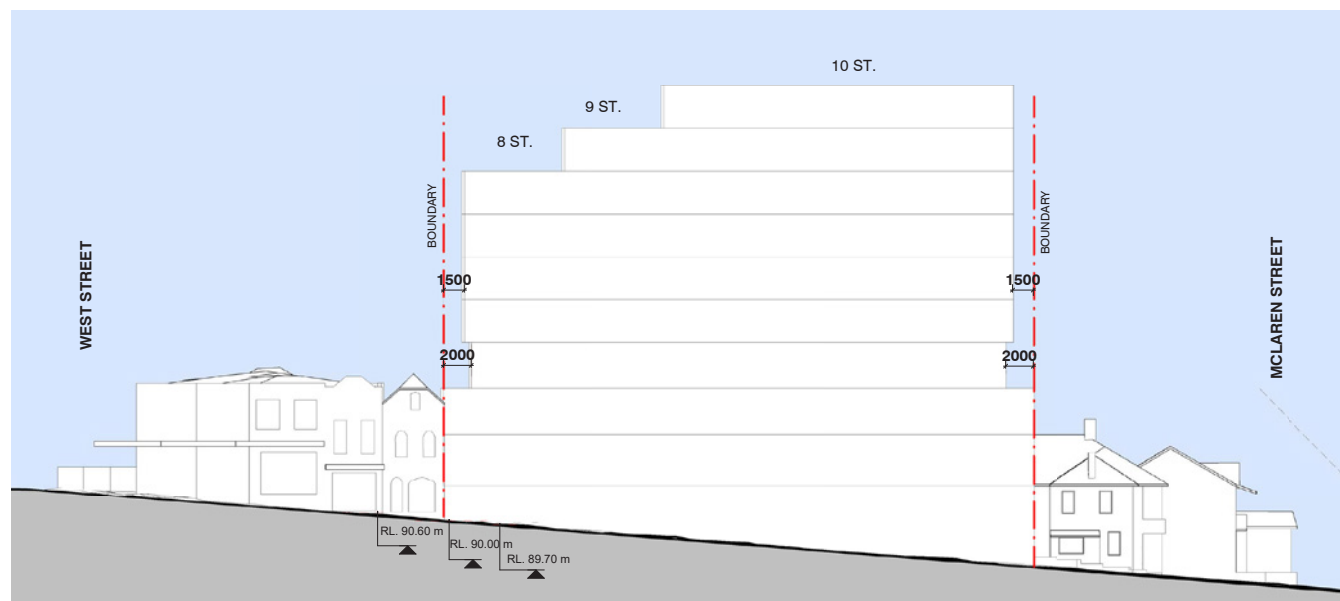 10 ST.
9 ST.
8 ST.
BOUNDARY
BOUNDARY
WEST STREET
MCLAREN STREET
1500
1500
2000
2000
RL. 90.60 m
RL. 90.00 m
RL. 89.70 m